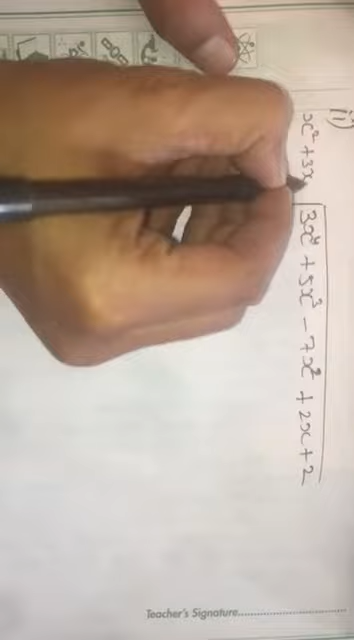 ii)
x² + 3x
3x⁴ + 5x³ - 7x² + 2x + 2
Teacher's Signature